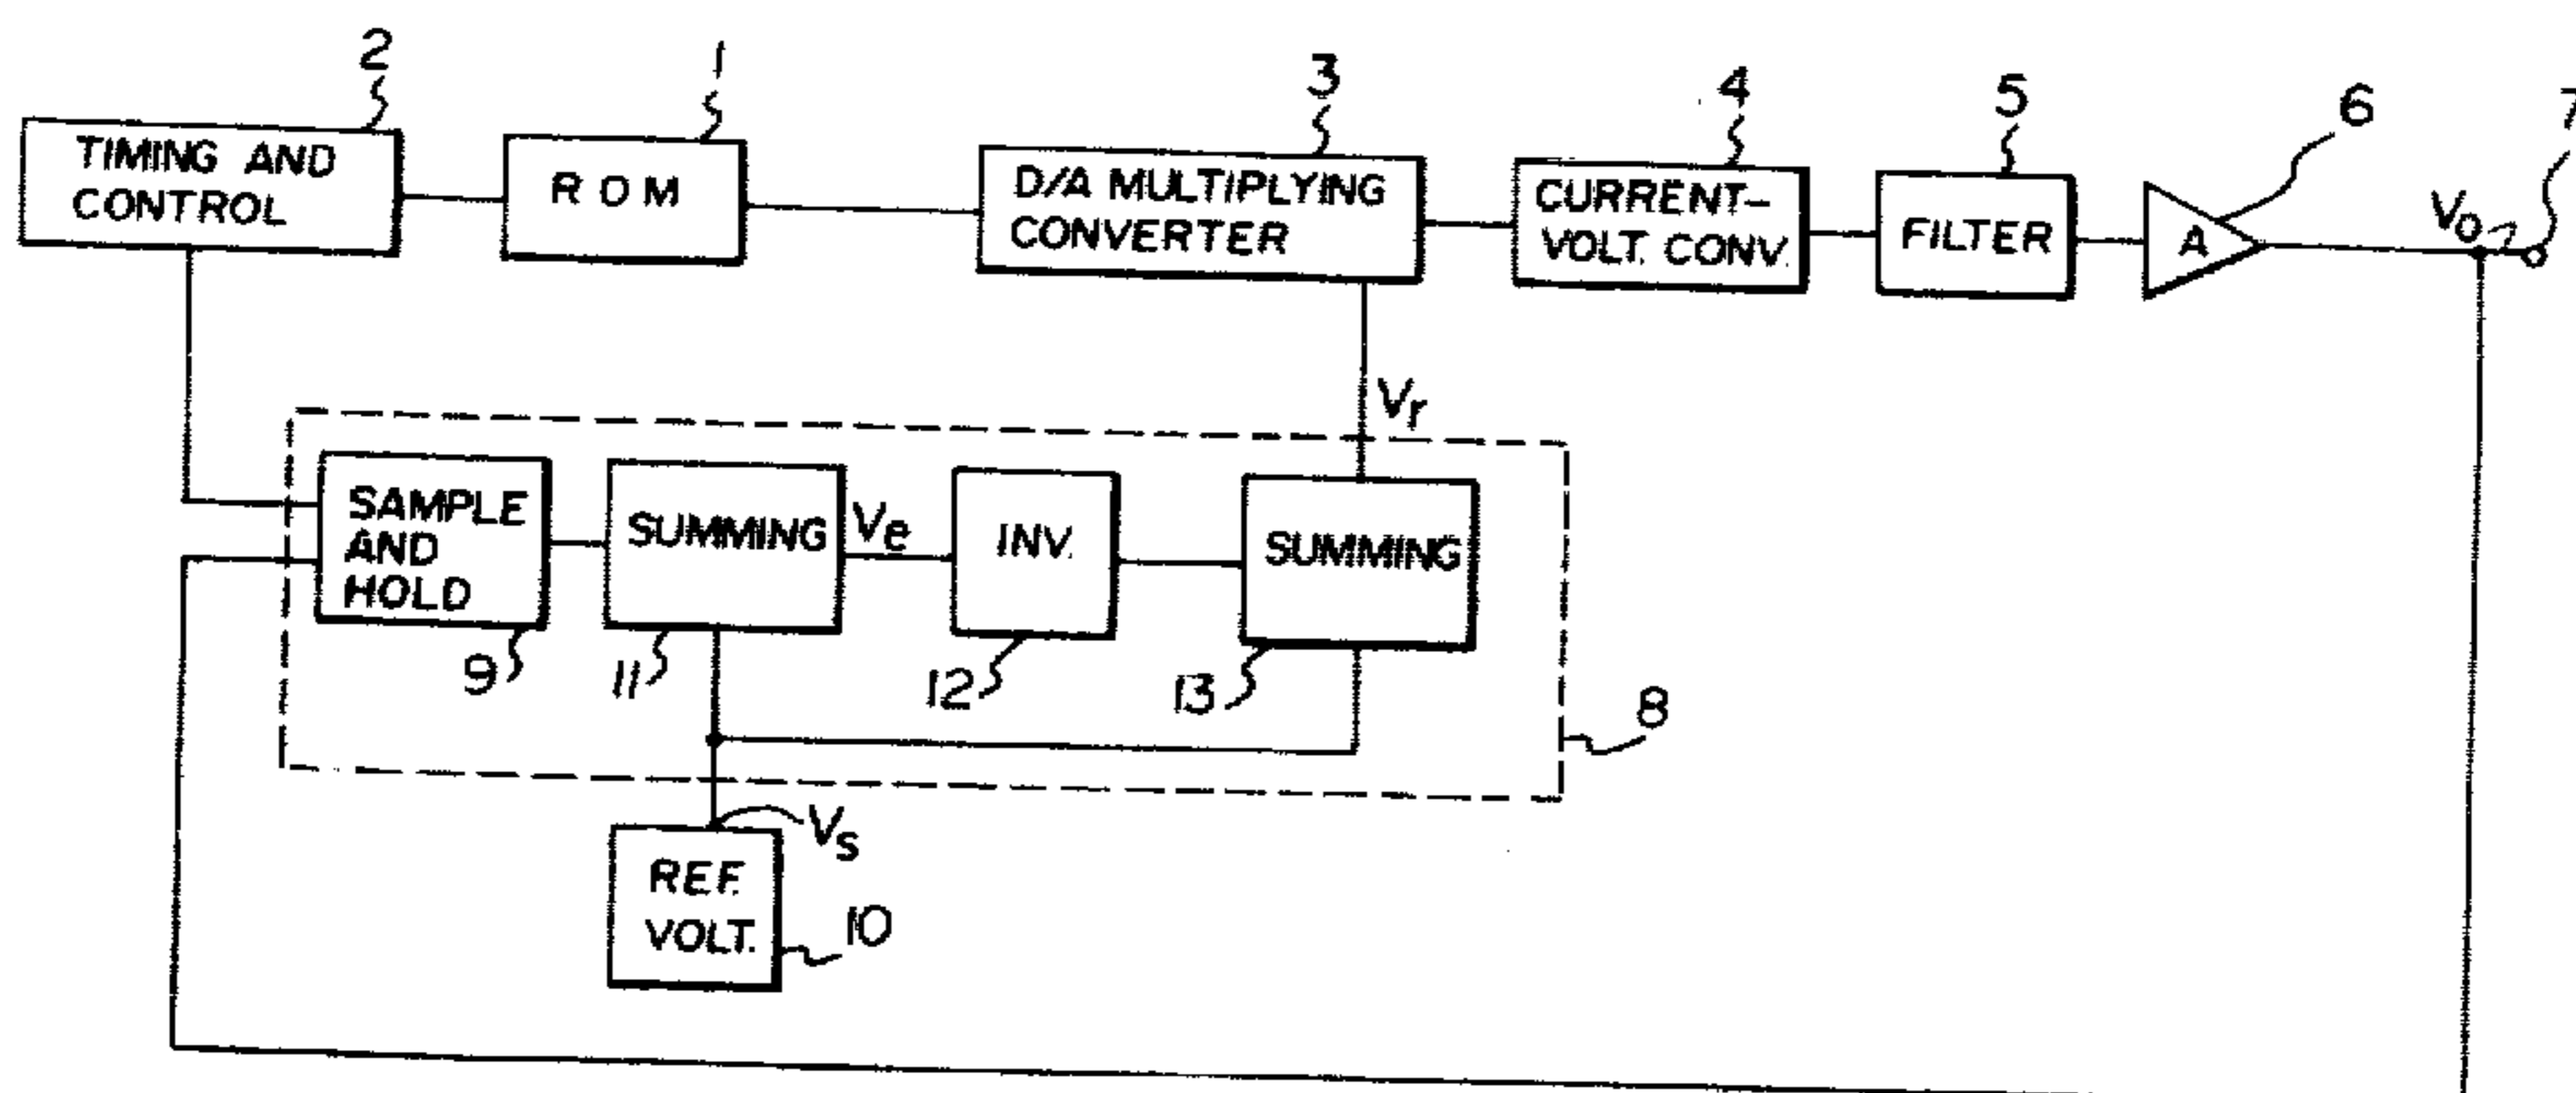 2
1
3
4
5
6
7
TIMING AND
CONTROL
R O M
D/A MULTIPLYING
CONVERTER
CURRENT-
VOLT. CONV.
FILTER
A
Vo
Vr
SAMPLE
AND
HOLD
SUMMING
Ve
INV.
SUMMING
9
11
12
13
8
Vs
REF.
VOLT.
10